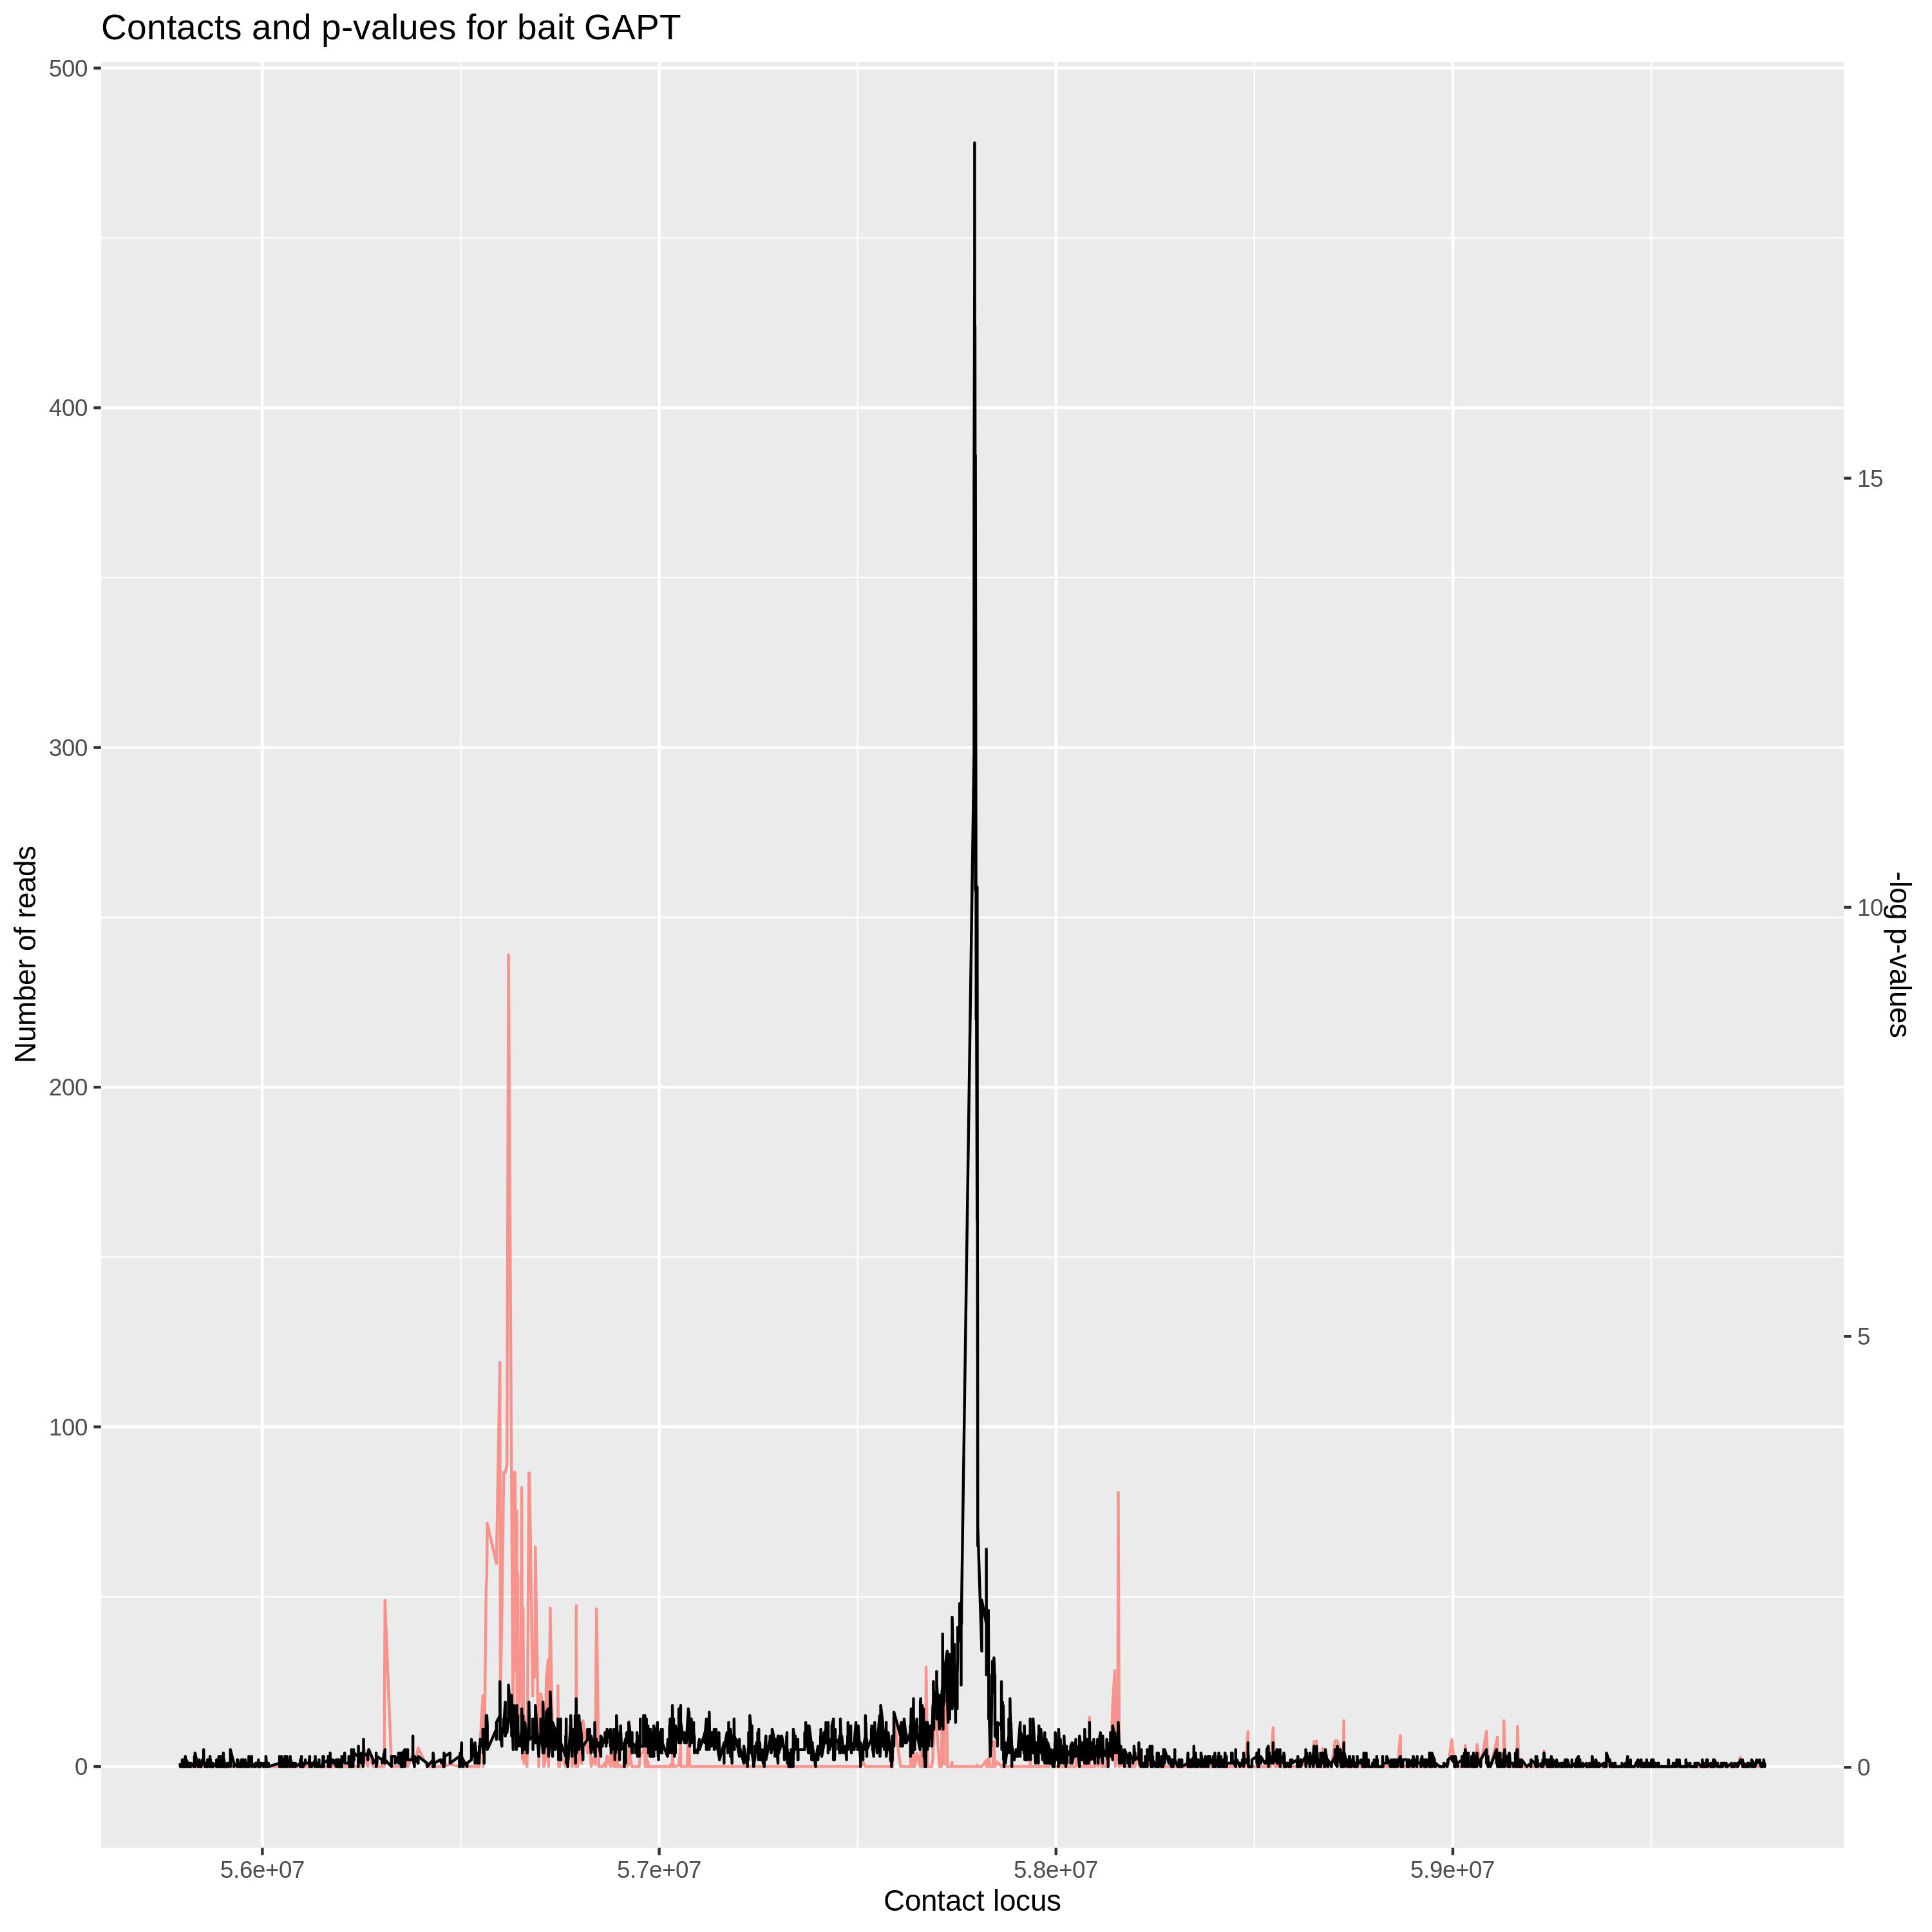 Contacts and p-values for bait GAPT
500
400
300
200
100
0
Number of reads
15
10
5
0
-log p-values
5.6e+07
5.7e+07
5.8e+07
5.9e+07
Contact locus